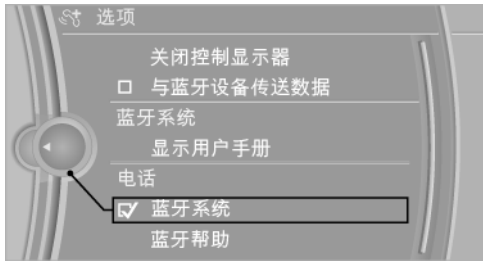 选项
关闭控制显示器
与蓝牙设备传送数据
蓝牙系统
显示用户手册
电话
蓝牙系统
蓝牙帮助